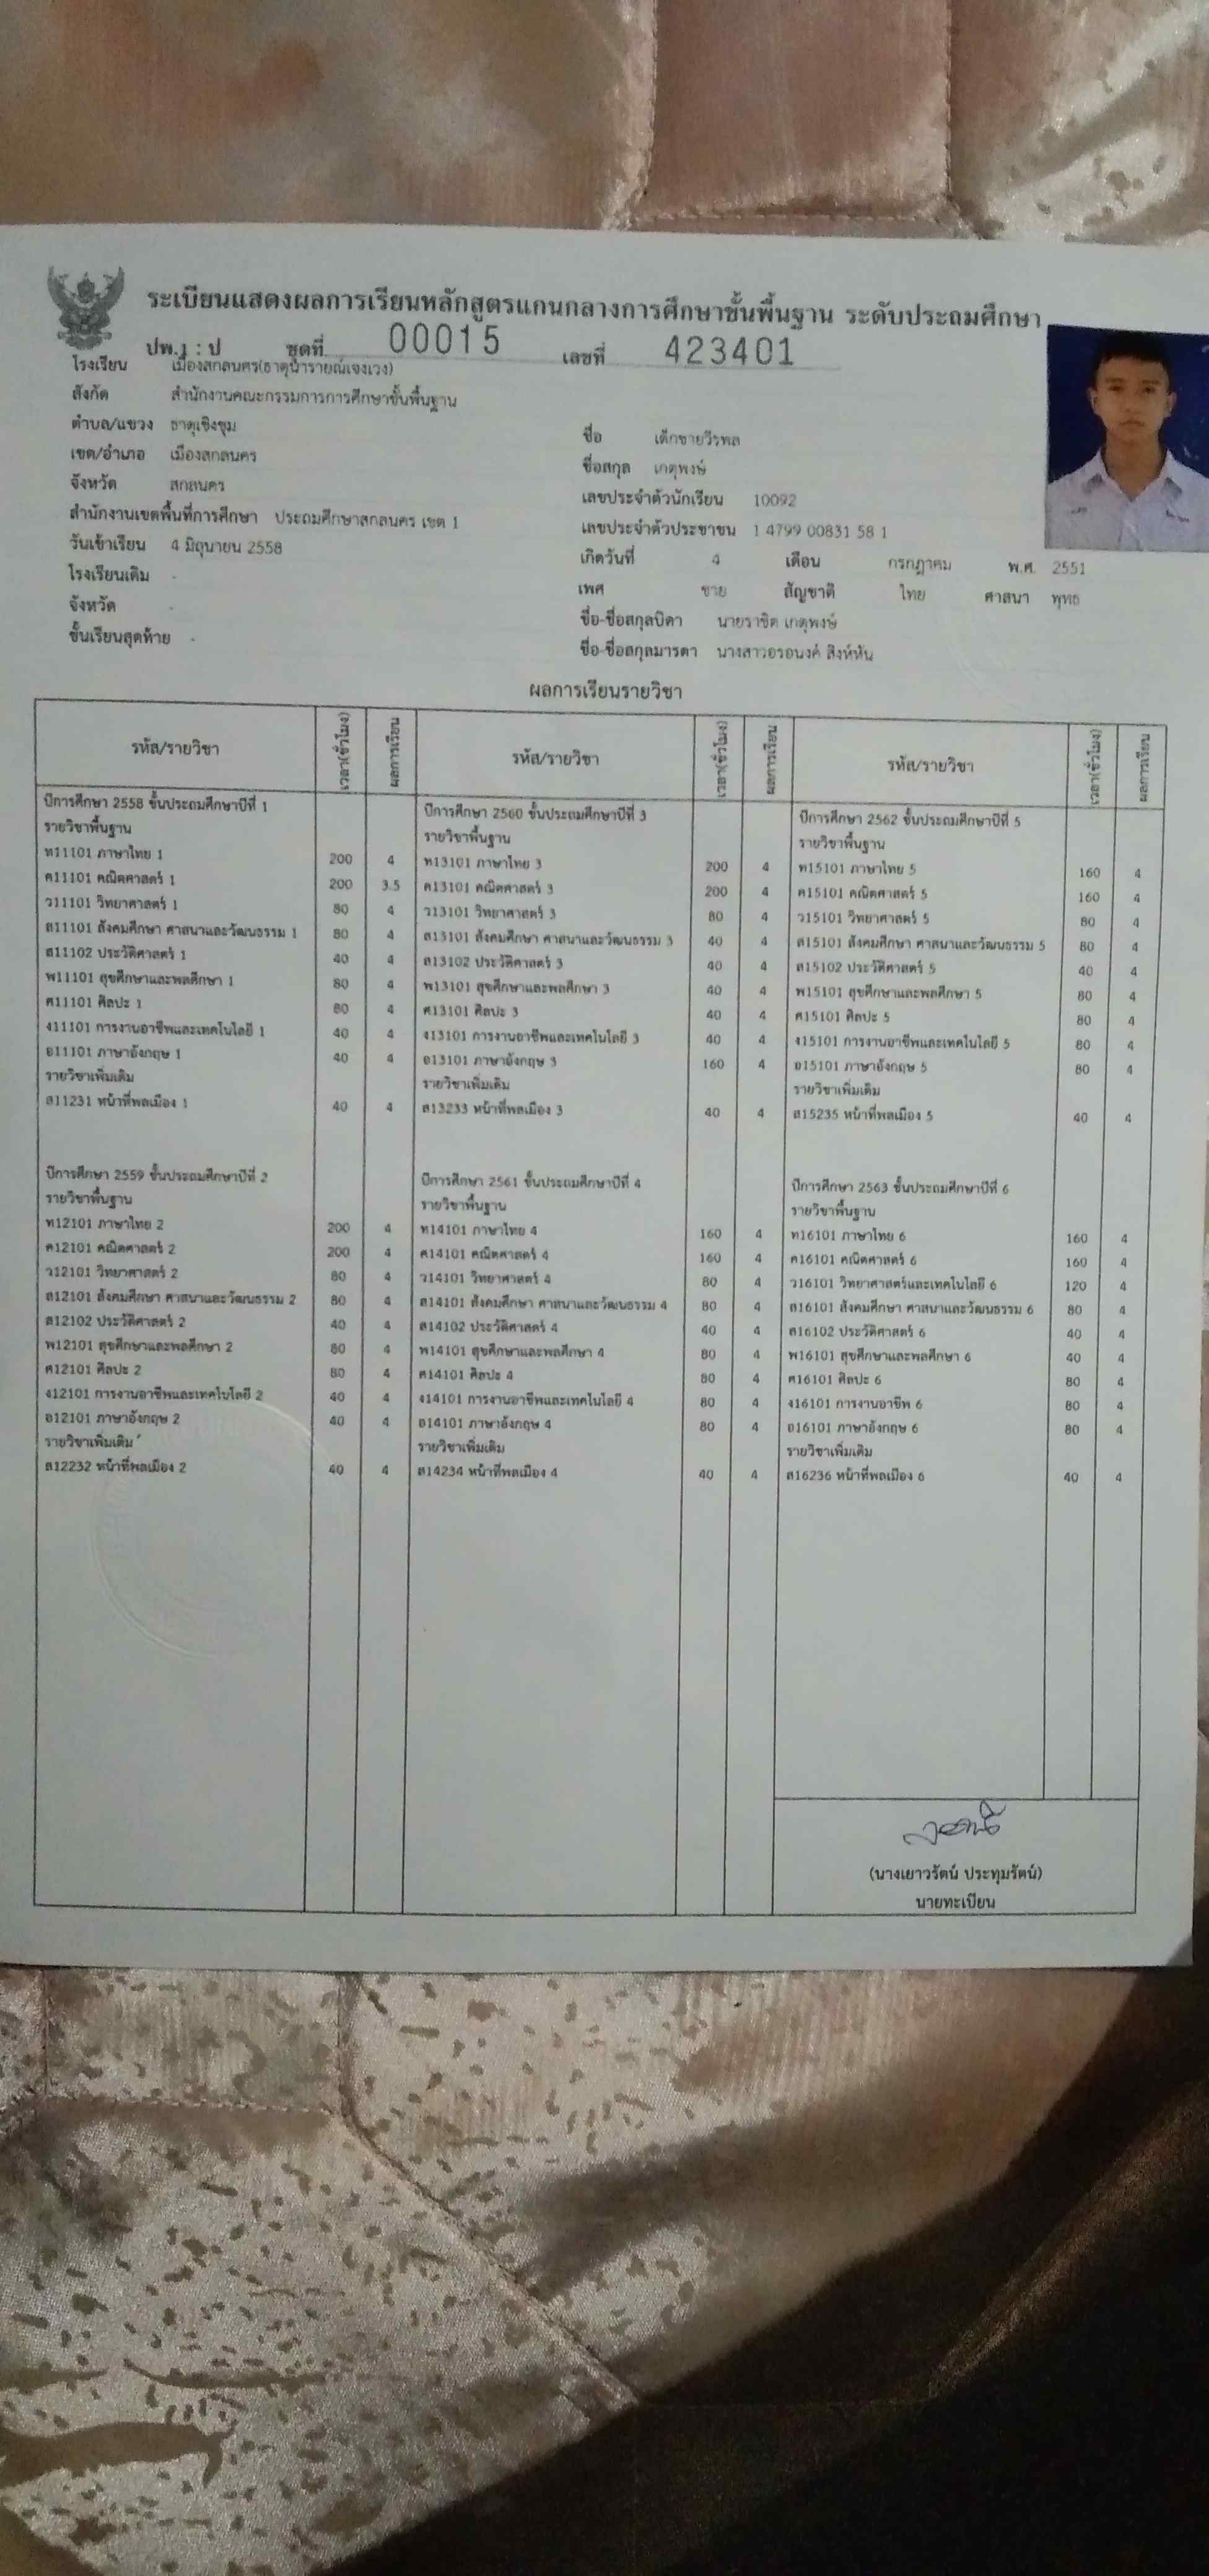 ระเบียนแสดงผลการเรียนหลักสูตรแกนกลางการศึกษาขั้นพื้นฐาน ระดับประถมศึกษา
ปพ.1 : ป ชุดที่ 00015 เลขที่ 423401
โรงเรียน เมืองสกลนคร(ธาตุนารายณ์เจงเวง)
สังกัด สำนักงานคณะกรรมการการศึกษาขั้นพื้นฐาน
ตำบล/แขวง ธาตุเชิงชุม
เขต/อำเภอ เมืองสกลนคร
จังหวัด สกลนคร
สำนักงานเขตพื้นที่การศึกษา ประถมศึกษาสกลนคร เขต 1
วันเข้าเรียน 4 มิถุนายน 2558
โรงเรียนเดิม -
จังหวัด -
ชั้นเรียนสุดท้าย -
ชื่อ เด็กชายวีรพล
ชื่อสกุล เกตุพงษ์
เลขประจำตัวนักเรียน 10092
เลขประจำตัวประชาชน 1 4799 00831 58 1
เกิดวันที่ 4 เดือน กรกฎาคม พ.ศ. 2551
เพศ ชาย สัญชาติ ไทย ศาสนา พุทธ
ชื่อ-ชื่อสกุลบิดา นายราชิต เกตุพงษ์
ชื่อ-ชื่อสกุลมารดา นางสาวอรอนงค์ สิงห์หัน
ผลการเรียนรายวิชา
รหัส/รายวิชา เวลา(ชั่วโมง) ผลการเรียน รหัส/รายวิชา เวลา(ชั่วโมง) ผลการเรียน รหัส/รายวิชา เวลา(ชั่วโมง) ผลการเรียน
ปีการศึกษา 2558 ชั้นประถมศึกษาปีที่ 1
รายวิชาพื้นฐาน
ท11101 ภาษาไทย 1 200 4
ค11101 คณิตศาสตร์ 1 200 3.5
ว11101 วิทยาศาสตร์ 1 80 4
ส11101 สังคมศึกษา ศาสนาและวัฒนธรรม 1 80 4
ส11102 ประวัติศาสตร์ 1 40 4
พ11101 สุขศึกษาและพลศึกษา 1 80 4
ศ11101 ศิลปะ 1 80 4
ง11101 การงานอาชีพและเทคโนโลยี 1 40 4
อ11101 ภาษาอังกฤษ 1 40 4
รายวิชาเพิ่มเติม
ส11231 หน้าที่พลเมือง 1 40 4
ปีการศึกษา 2559 ชั้นประถมศึกษาปีที่ 2
รายวิชาพื้นฐาน
ท12101 ภาษาไทย 2 200 4
ค12101 คณิตศาสตร์ 2 200 4
ว12101 วิทยาศาสตร์ 2 80 4
ส12101 สังคมศึกษา ศาสนาและวัฒนธรรม 2 80 4
ส12102 ประวัติศาสตร์ 2 40 4
พ12101 สุขศึกษาและพลศึกษา 2 80 4
ศ12101 ศิลปะ 2 80 4
ง12101 การงานอาชีพและเทคโนโลยี 2 40 4
อ12101 ภาษาอังกฤษ 2 40 4
รายวิชาเพิ่มเติม
ส12232 หน้าที่พลเมือง 2 40 4
ปีการศึกษา 2560 ชั้นประถมศึกษาปีที่ 3
รายวิชาพื้นฐาน
ท13101 ภาษาไทย 3 200 4
ค13101 คณิตศาสตร์ 3 200 4
ว13101 วิทยาศาสตร์ 3 80 4
ส13101 สังคมศึกษา ศาสนาและวัฒนธรรม 3 40 4
ส13102 ประวัติศาสตร์ 3 40 4
พ13101 สุขศึกษาและพลศึกษา 3 40 4
ศ13101 ศิลปะ 3 40 4
ง13101 การงานอาชีพและเทคโนโลยี 3 40 4
อ13101 ภาษาอังกฤษ 3 160 4
รายวิชาเพิ่มเติม
ส13233 หน้าที่พลเมือง 3 40 4
ปีการศึกษา 2561 ชั้นประถมศึกษาปีที่ 4
รายวิชาพื้นฐาน
ท14101 ภาษาไทย 4 160 4
ค14101 คณิตศาสตร์ 4 160 4
ว14101 วิทยาศาสตร์ 4 80 4
ส14101 สังคมศึกษา ศาสนาและวัฒนธรรม 4 80 4
ส14102 ประวัติศาสตร์ 4 40 4
พ14101 สุขศึกษาและพลศึกษา 4 80 4
ศ14101 ศิลปะ 4 80 4
ง14101 การงานอาชีพและเทคโนโลยี 4 80 4
อ14101 ภาษาอังกฤษ 4 80 4
รายวิชาเพิ่มเติม
ส14234 หน้าที่พลเมือง 4 40 4
ปีการศึกษา 2562 ชั้นประถมศึกษาปีที่ 5
รายวิชาพื้นฐาน
ท15101 ภาษาไทย 5 160 4
ค15101 คณิตศาสตร์ 5 160 4
ว15101 วิทยาศาสตร์ 5 80 4
ส15101 สังคมศึกษา ศาสนาและวัฒนธรรม 5 80 4
ส15102 ประวัติศาสตร์ 5 40 4
พ15101 สุขศึกษาและพลศึกษา 5 80 4
ศ15101 ศิลปะ 5 80 4
ง15101 การงานอาชีพและเทคโนโลยี 5 80 4
อ15101 ภาษาอังกฤษ 5 80 4
รายวิชาเพิ่มเติม
ส15235 หน้าที่พลเมือง 5 40 4
ปีการศึกษา 2563 ชั้นประถมศึกษาปีที่ 6
รายวิชาพื้นฐาน
ท16101 ภาษาไทย 6 160 4
ค16101 คณิตศาสตร์ 6 160 4
ว16101 วิทยาศาสตร์และเทคโนโลยี 6 120 4
ส16101 สังคมศึกษา ศาสนาและวัฒนธรรม 6 80 4
ส16102 ประวัติศาสตร์ 6 40 4
พ16101 สุขศึกษาและพลศึกษา 6 40 4
ศ16101 ศิลปะ 6 80 4
ง16101 การงานอาชีพ 6 80 4
อ16101 ภาษาอังกฤษ 6 80 4
รายวิชาเพิ่มเติม
ส16236 หน้าที่พลเมือง 6 40 4
(นางเยาวรัตน์ ประทุมรัตน์)
นายทะเบียน